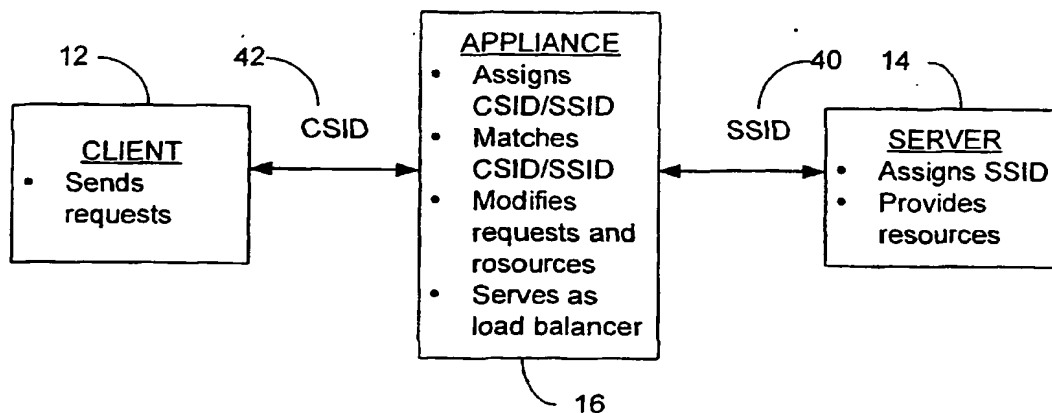 12
42
40
14
CLIENT
• Sends
requests
CSID
APPLIANCE
• Assigns
CSID/SSID
• Matches
CSID/SSID
• Modifies
requests and
rosources
• Serves as
load balancer
SSID
SERVER
• Assigns SSID
• Provides
resources
16